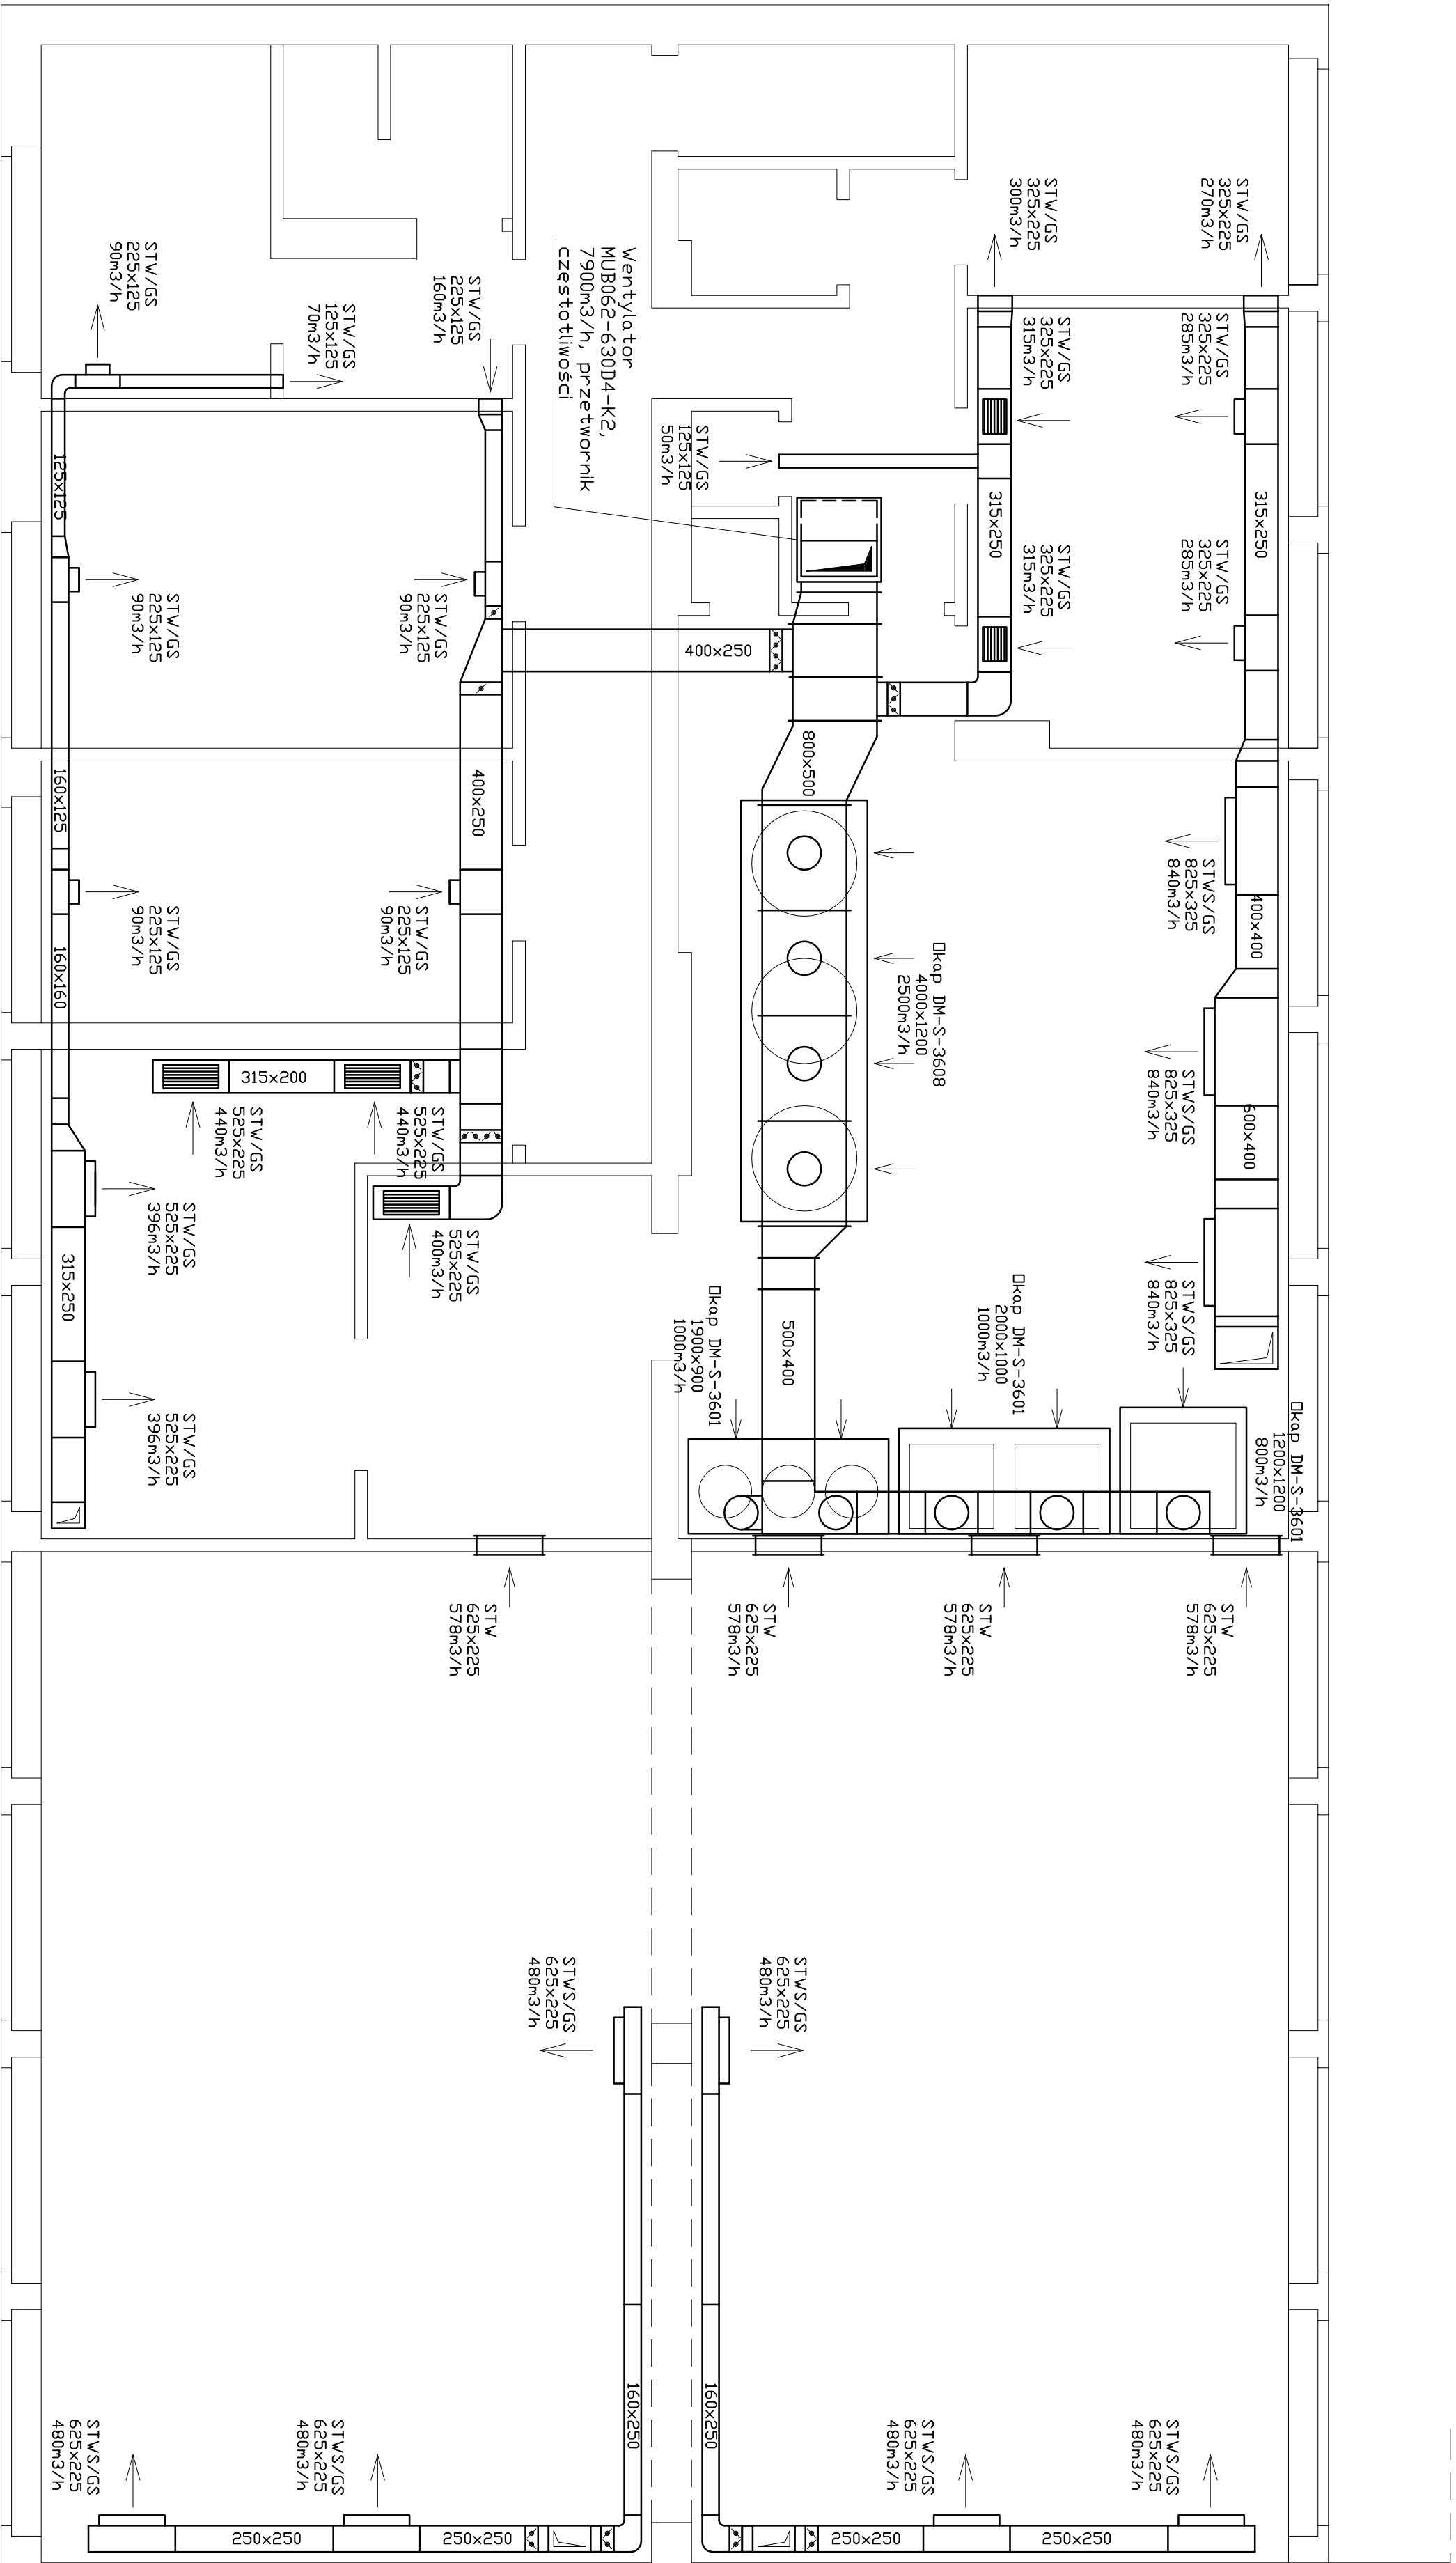 STW/GS
325x225
300m3/h
STW/GS
325x225
270m3/h
STW/GS
225x125
90m3/h
STW/GS
125x125
70m3/h
STW/GS
225x125
160m3/h
Wentylator
MUB062-630D4-K2,
7900m3/h, przetwornik
częstotliwości
STW/GS
325x225
315m3/h
STW/GS
325x225
285m3/h
STW/GS
125x125
50m3/h
125x125
315x250
315x250
STW/GS
225x125
90m3/h
STW/GS
225x125
90m3/h
STW/GS
325x225
315m3/h
STW/GS
325x225
285m3/h
400x250
800x500
160x125
400x250
STWS/GS
825x325
840m3/h
400x400
STW/GS
225x125
90m3/h
STW/GS
225x125
90m3/h
160x160
Okap DM-S-3608
4000x1200
2500m3/h
315x200
STWS/GS
825x325
840m3/h
600x400
STW/GS
525x225
440m3/h
STW/GS
525x225
440m3/h
STW/GS
525x225
396m3/h
STW/GS
525x225
400m3/h
315x250
Okap DM-S-3601
1900x900
1000m3/h
500x400
Okap DM-S-3601
2000x1000
1000m3/h
STWS/GS
825x325
840m3/h
Okap DM-S-3601
1200x1200
800m3/h
STW/GS
525x225
396m3/h
STW
625x225
578m3/h
STW
625x225
578m3/h
STW
625x225
578m3/h
STW
625x225
578m3/h
STWS/GS
625x225
480m3/h
STWS/GS
625x225
480m3/h
160x250
160x250
STWS/GS
625x225
480m3/h
STWS/GS
625x225
480m3/h
STWS/GS
625x225
480m3/h
STWS/GS
625x225
480m3/h
250x250
250x250
250x250
250x250